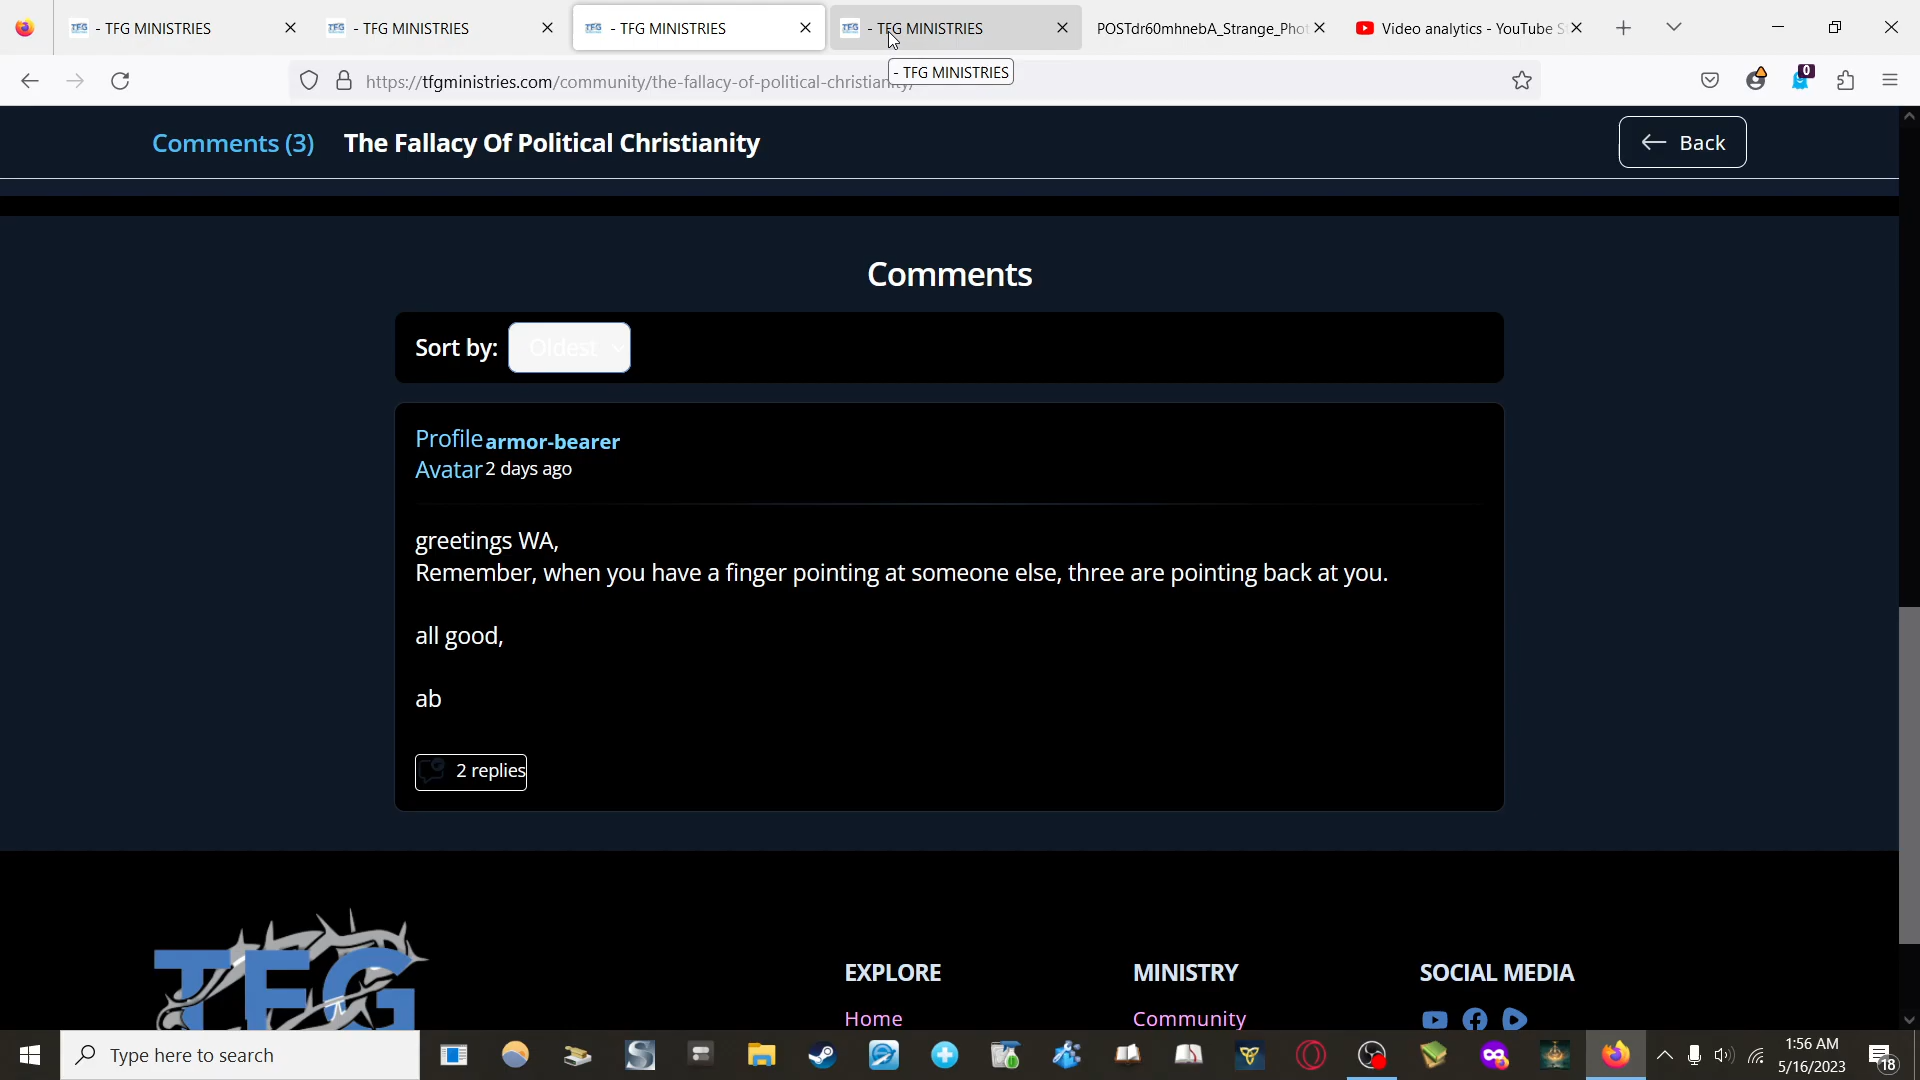 - TFG MINISTRIES
- TFG MINISTRIES
- TFG MINISTRIES
- TFG MINISTRIES
POSTdr60mhnebA_Strange_Pho
Video analytics - YouTube S
https://tfgministries.com/community/the-fallacy-of-political-christianity/
- TFG MINISTRIES
0
Comments (3) The Fallacy Of Political Christianity
Back
Comments
Sort by: Oldest
Profile Avatar
armor-bearer
2 days ago
greetings WA,
Remember, when you have a finger pointing at someone else, three are pointing back at you.
all good,
ab
2 replies
TFG
EXPLORE
Home
MINISTRY
Community
SOCIAL MEDIA
Type here to search
1:56 AM
5/16/2023
18